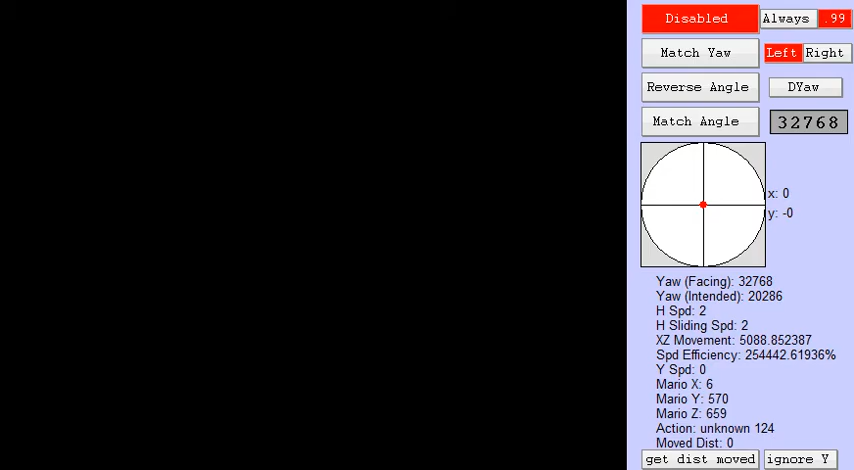 Disabled Always .99
Match Yaw Left Right
Reverse Angle DYaw
Match Angle 32768
x: 0
y: -0
Yaw (Facing): 32768
Yaw (Intended): 20286
H Spd: 2
H Sliding Spd: 2
XZ Movement: 5088.852387
Spd Efficiency: 254442.61936%
Y Spd: 0
Mario X: 6
Mario Y: 570
Mario Z: 659
Action: unknown 124
Moved Dist: 0
get dist moved ignore Y